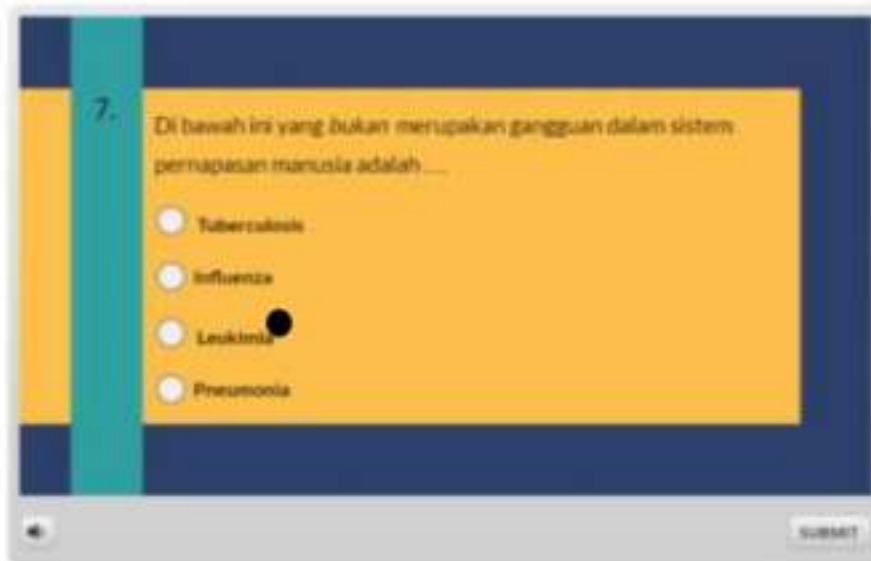 7.
Di bawah ini yang bukan merupakan gangguan dalam sistem
pernapasan manusia adalah ....
Tuberculosis
Influenza
Leukimia
Pneumonia
SUBMIT